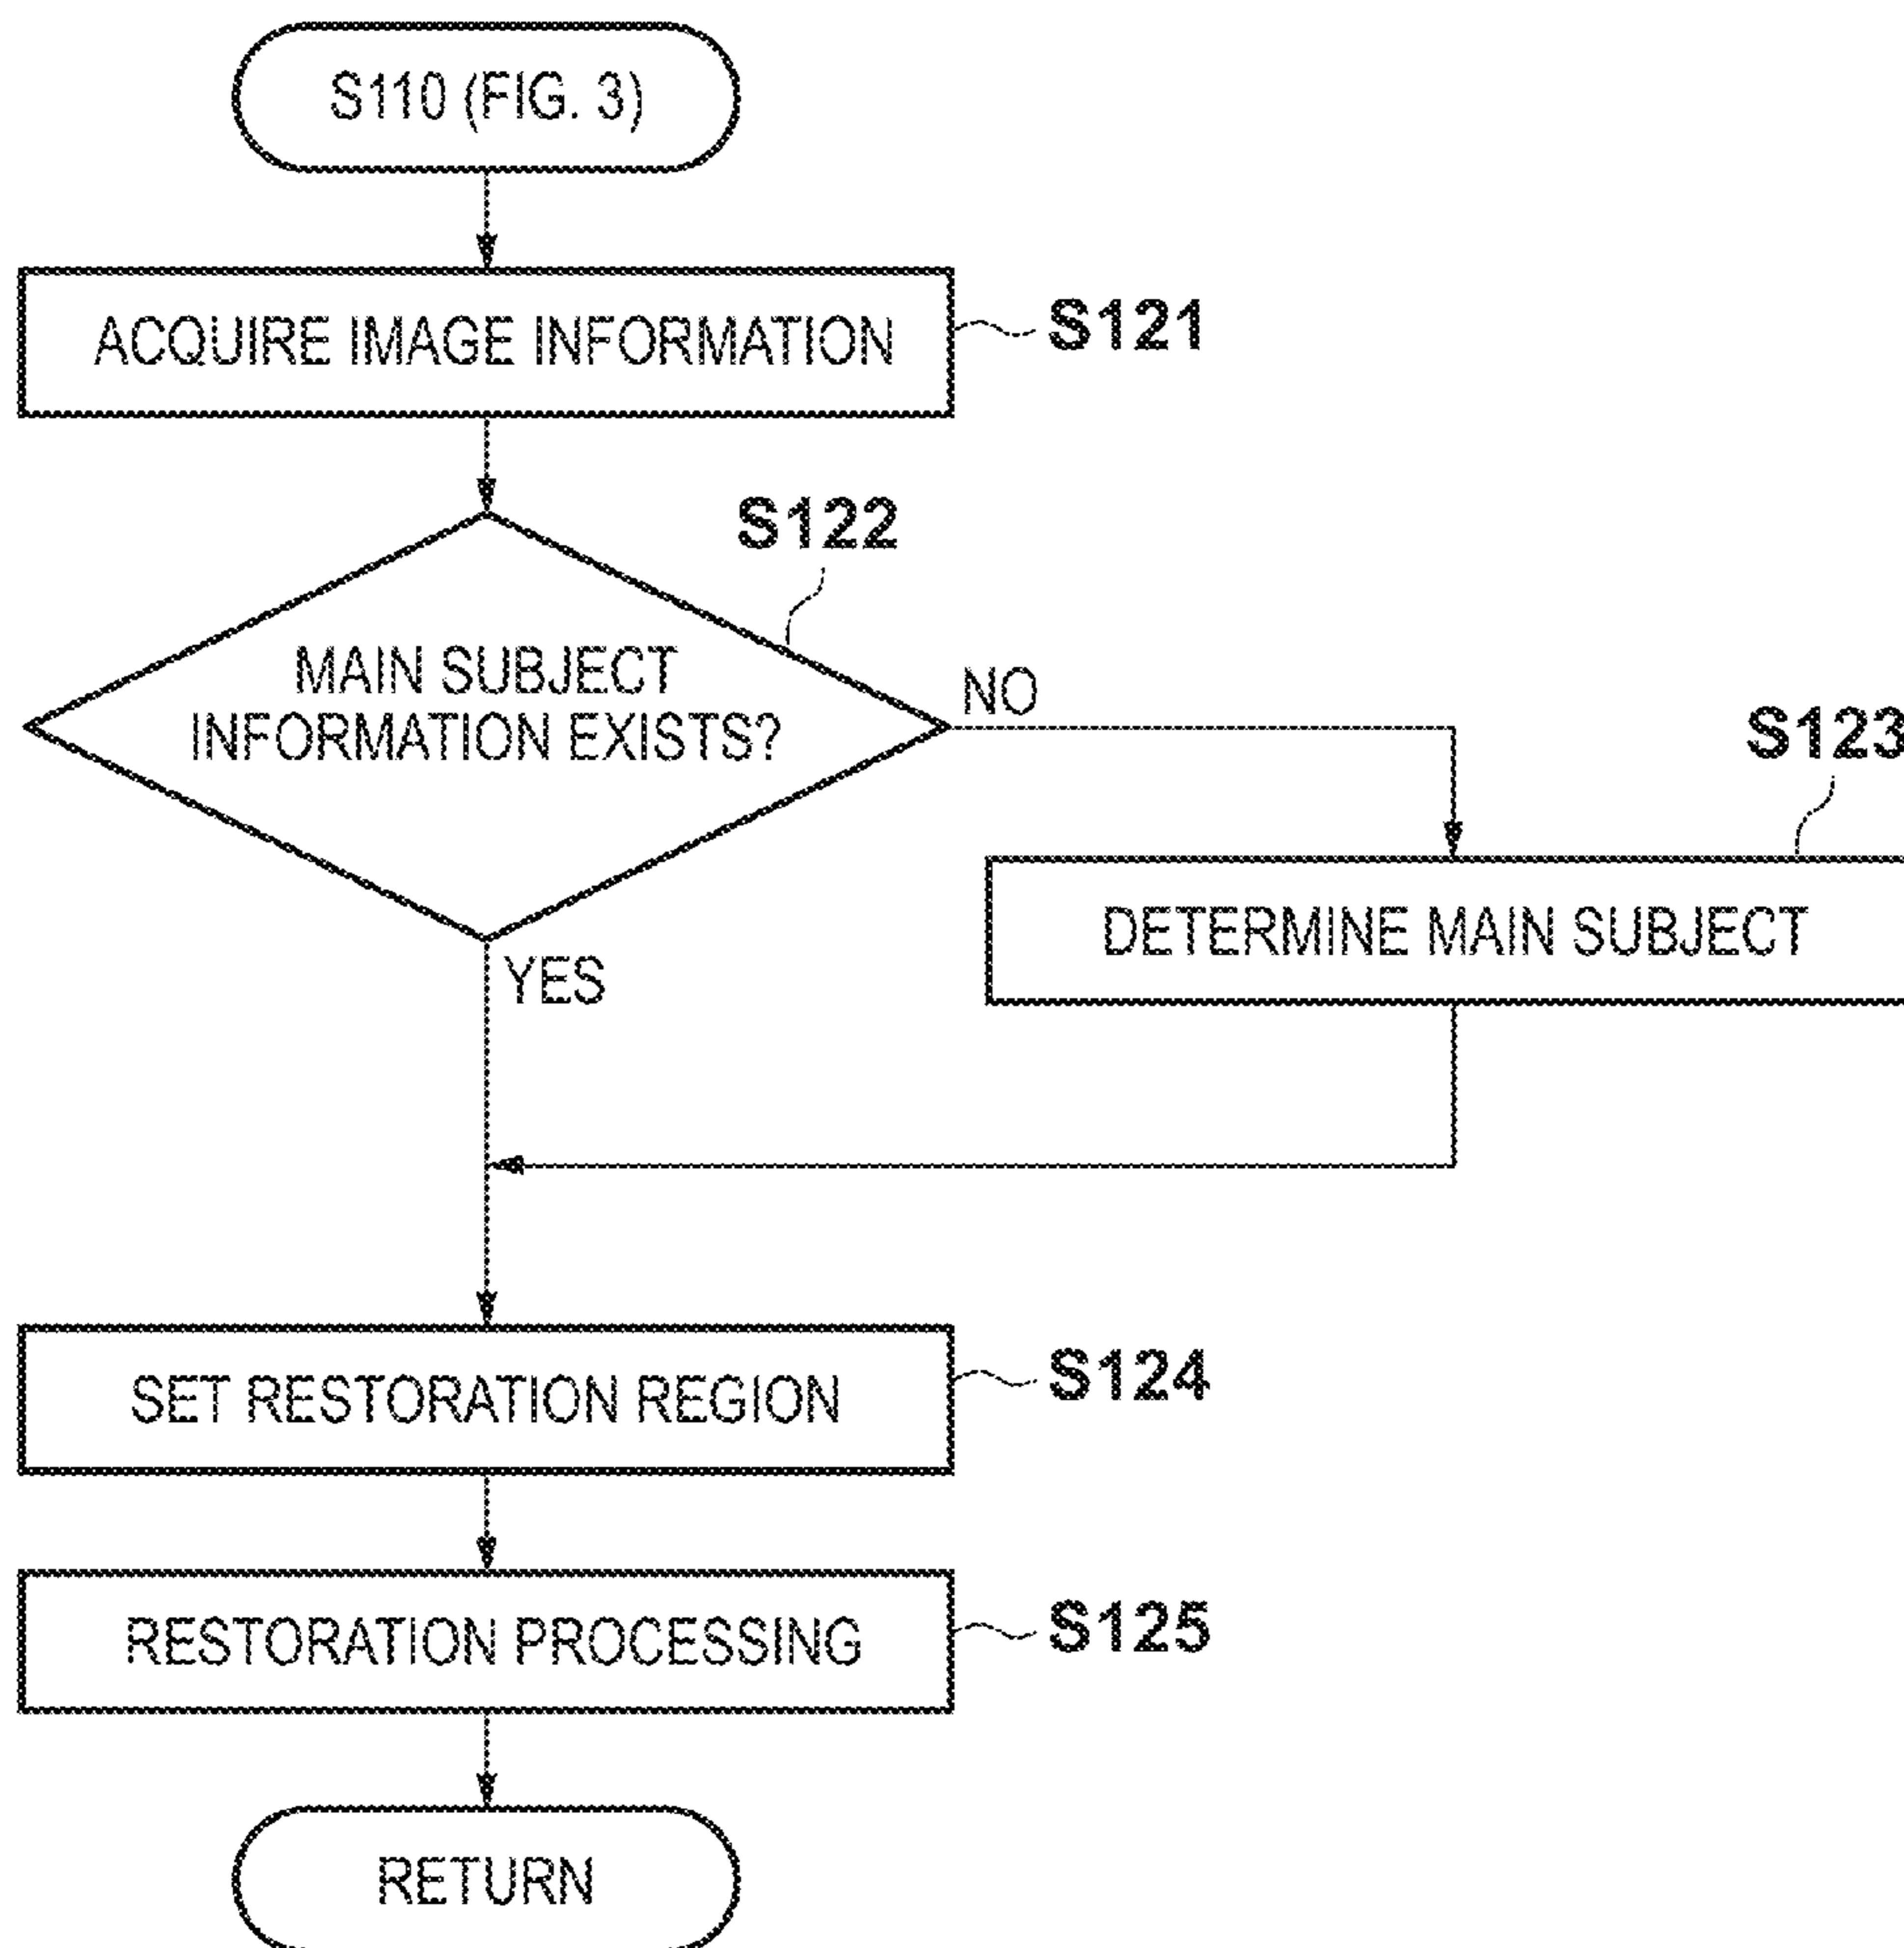 S110 (FIG. 3)
ACQUIRE IMAGE INFORMATION
S121
S122
MAIN SUBJECT
INFORMATION EXISTS?
NO
S123
DETERMINE MAIN SUBJECT
YES
SET RESTORATION REGION
S124
RESTORATION PROCESSING
S125
RETURN